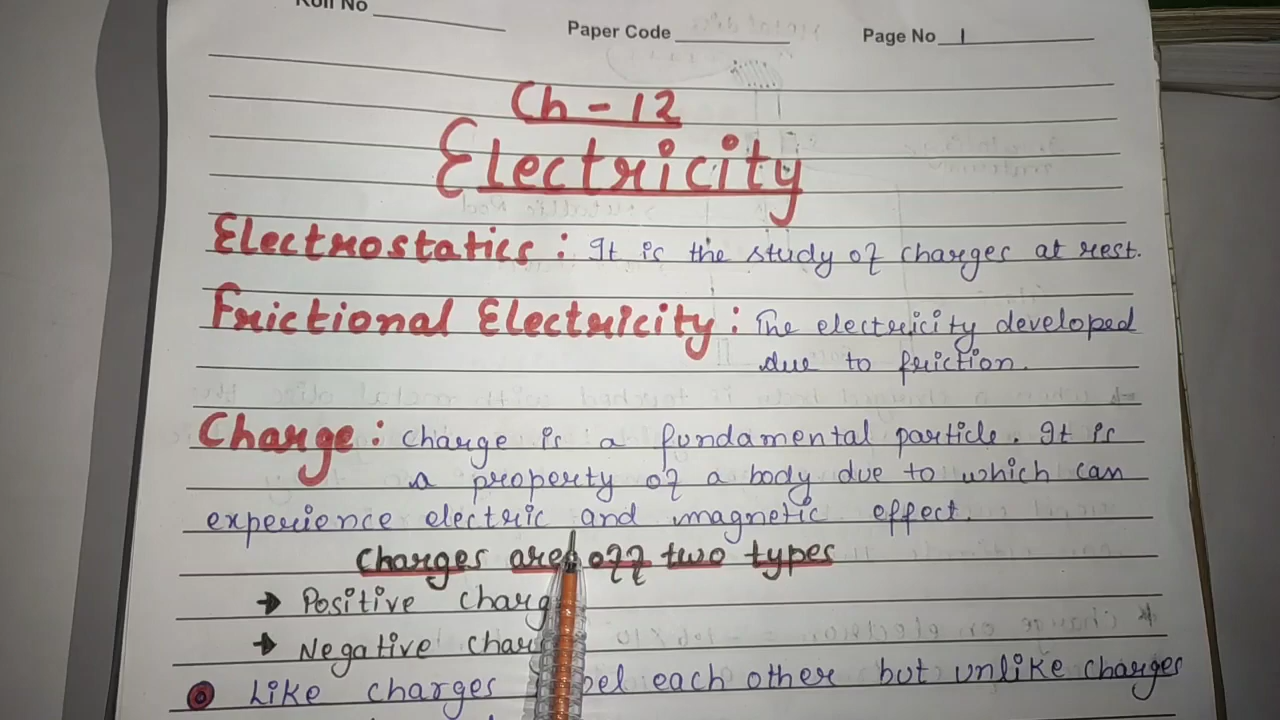 Roll No
Paper Code Page No 1
Ch - 12
Electricity
Electrostatics : It is the study of charges at rest.
Frictional Electricity : The electricity developed
due to friction.
Charge : Charge is a fundamental particle. It is
a property of a body due to which can
experience electric and magnetic effect.
Charges are off two types
→ Positive charg
→ Negative char
Like charges pel each other but unlike charges